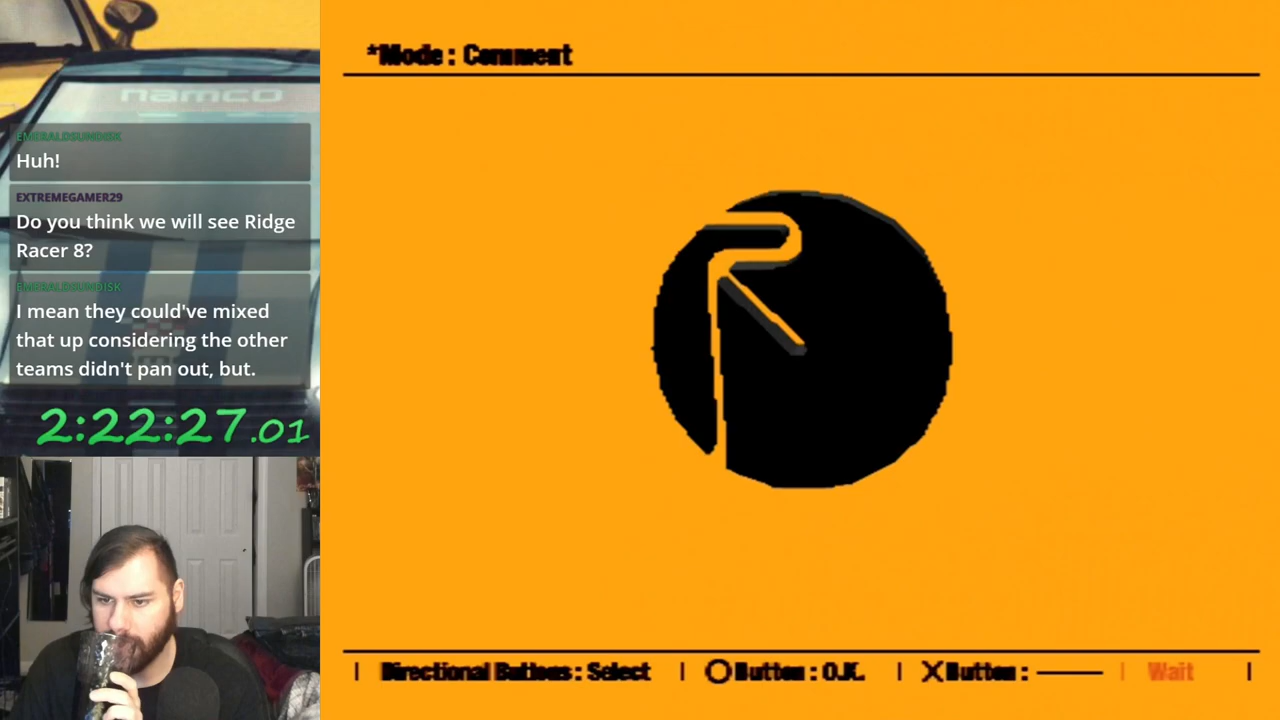 *Mode : Comment
namco
EMERALDSUNDISK
Huh!
EXTREMEGAMER29
Do you think we will see Ridge
Racer 8?
EMERALDSUNDISK
I mean they could've mixed
that up considering the other
teams didn't pan out, but.
2:22:27.01
| Directional Buttons : Select | O Button : O.K. | X Button : —— | Wait |